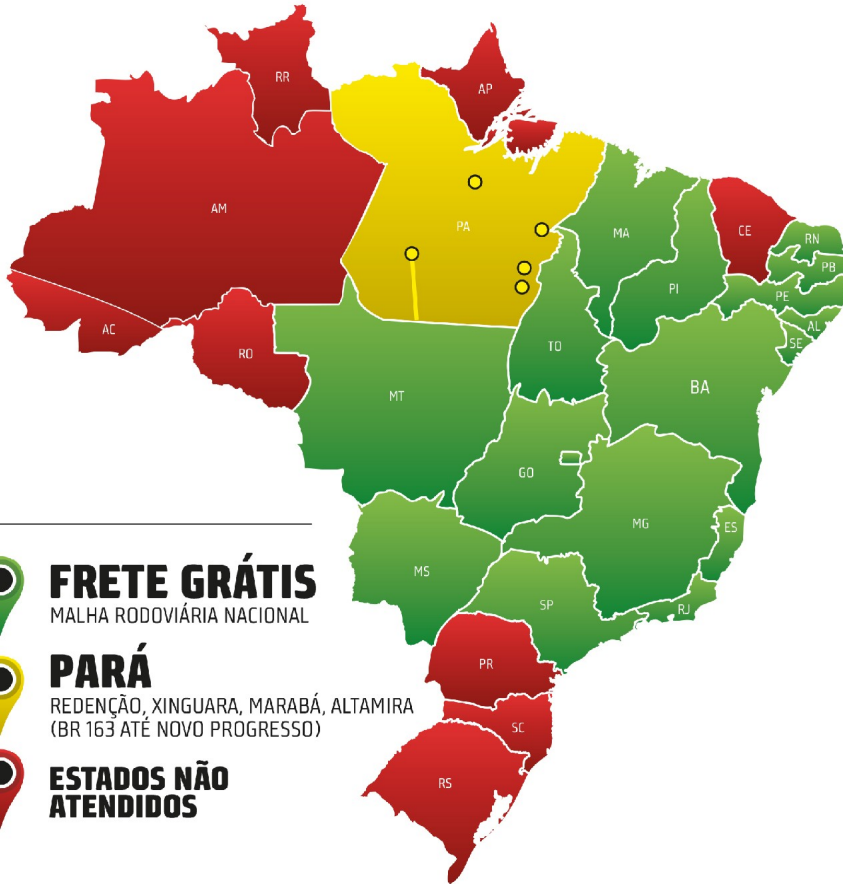 RR
AP
AM
PA
CE
MA
RN
PB
PI
PE
AL
SE
AC
RO
TO
BA
MT
GO
MG
ES
MS
SP
RJ
PR
SC
RS
FRETE GRÁTIS
MALHA RODOVIÁRIA NACIONAL
PARÁ
REDENÇÃO, XINGUARA, MARABÁ, ALTAMIRA
(BR 163 ATÉ NOVO PROGRESSO)
ESTADOS NÃO
ATENDIDOS